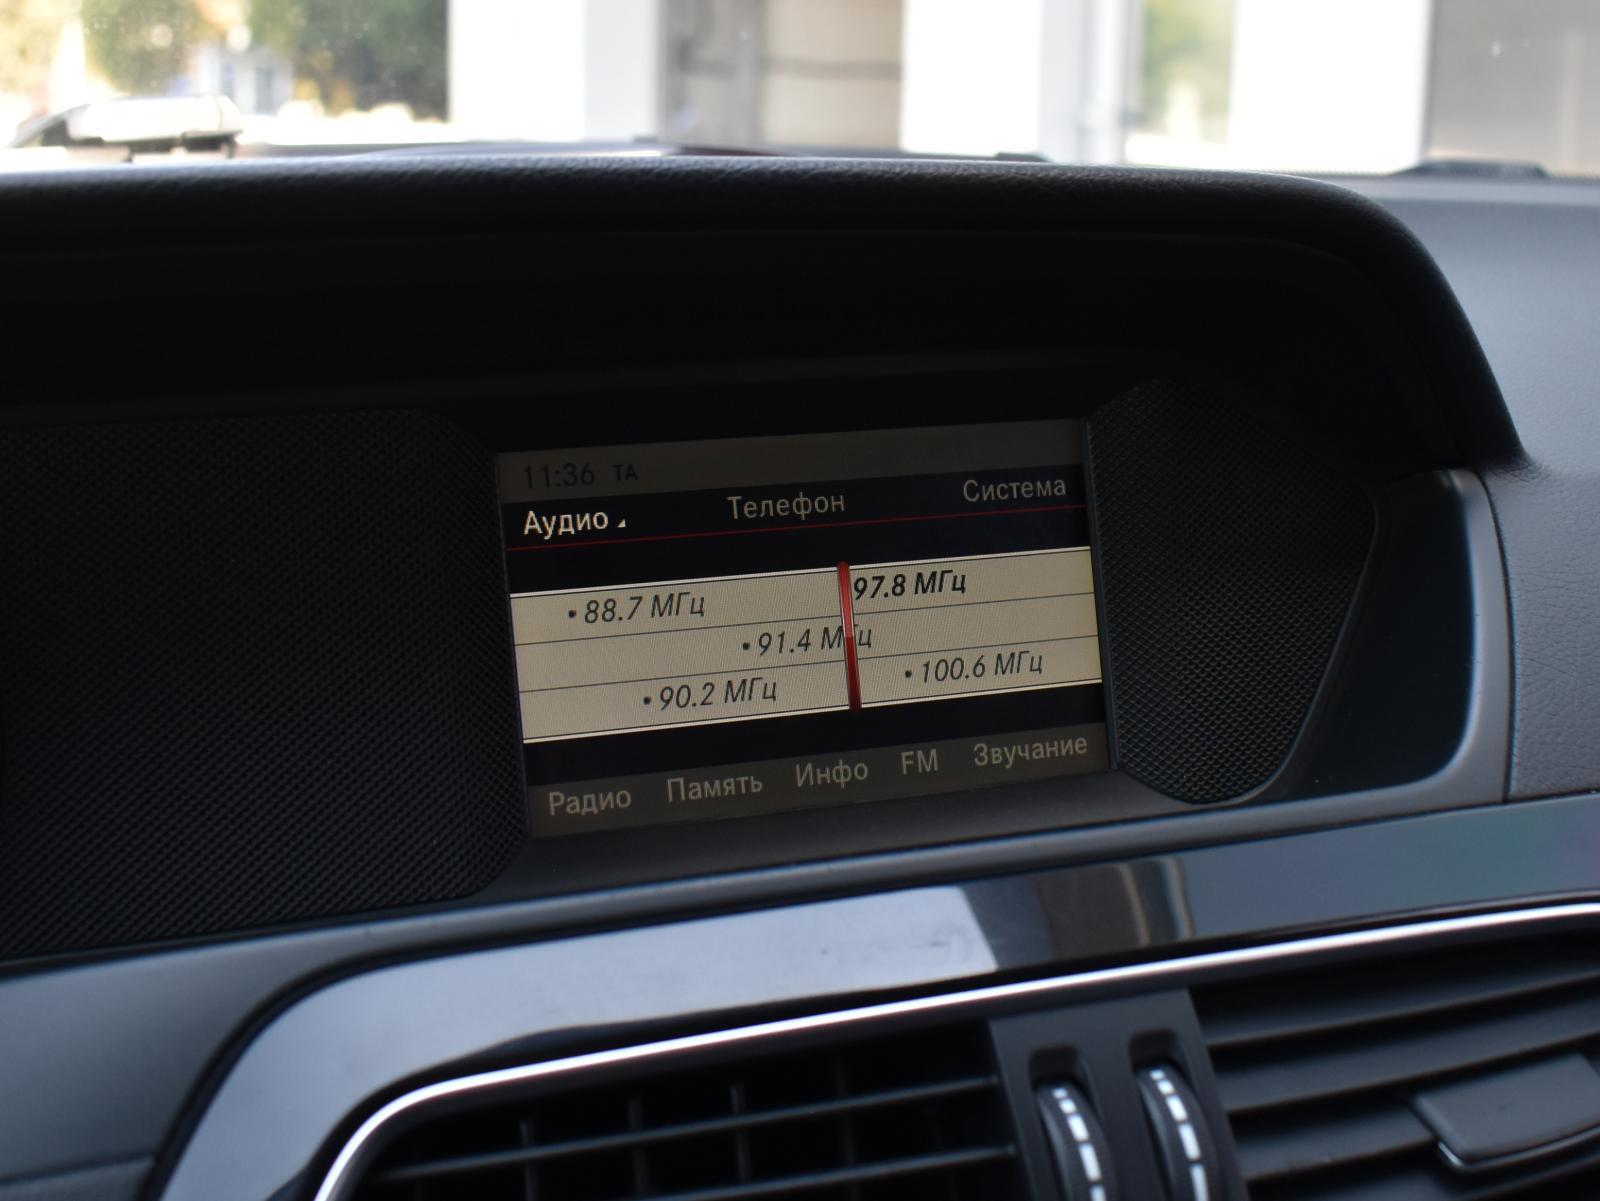 11:36 TA
Аудио Телефон Система
97.8 МГц
• 88.7 МГц
• 91.4 МГц
• 100.6 МГц
• 90.2 МГц
Радио Память Инфо FM Звучание